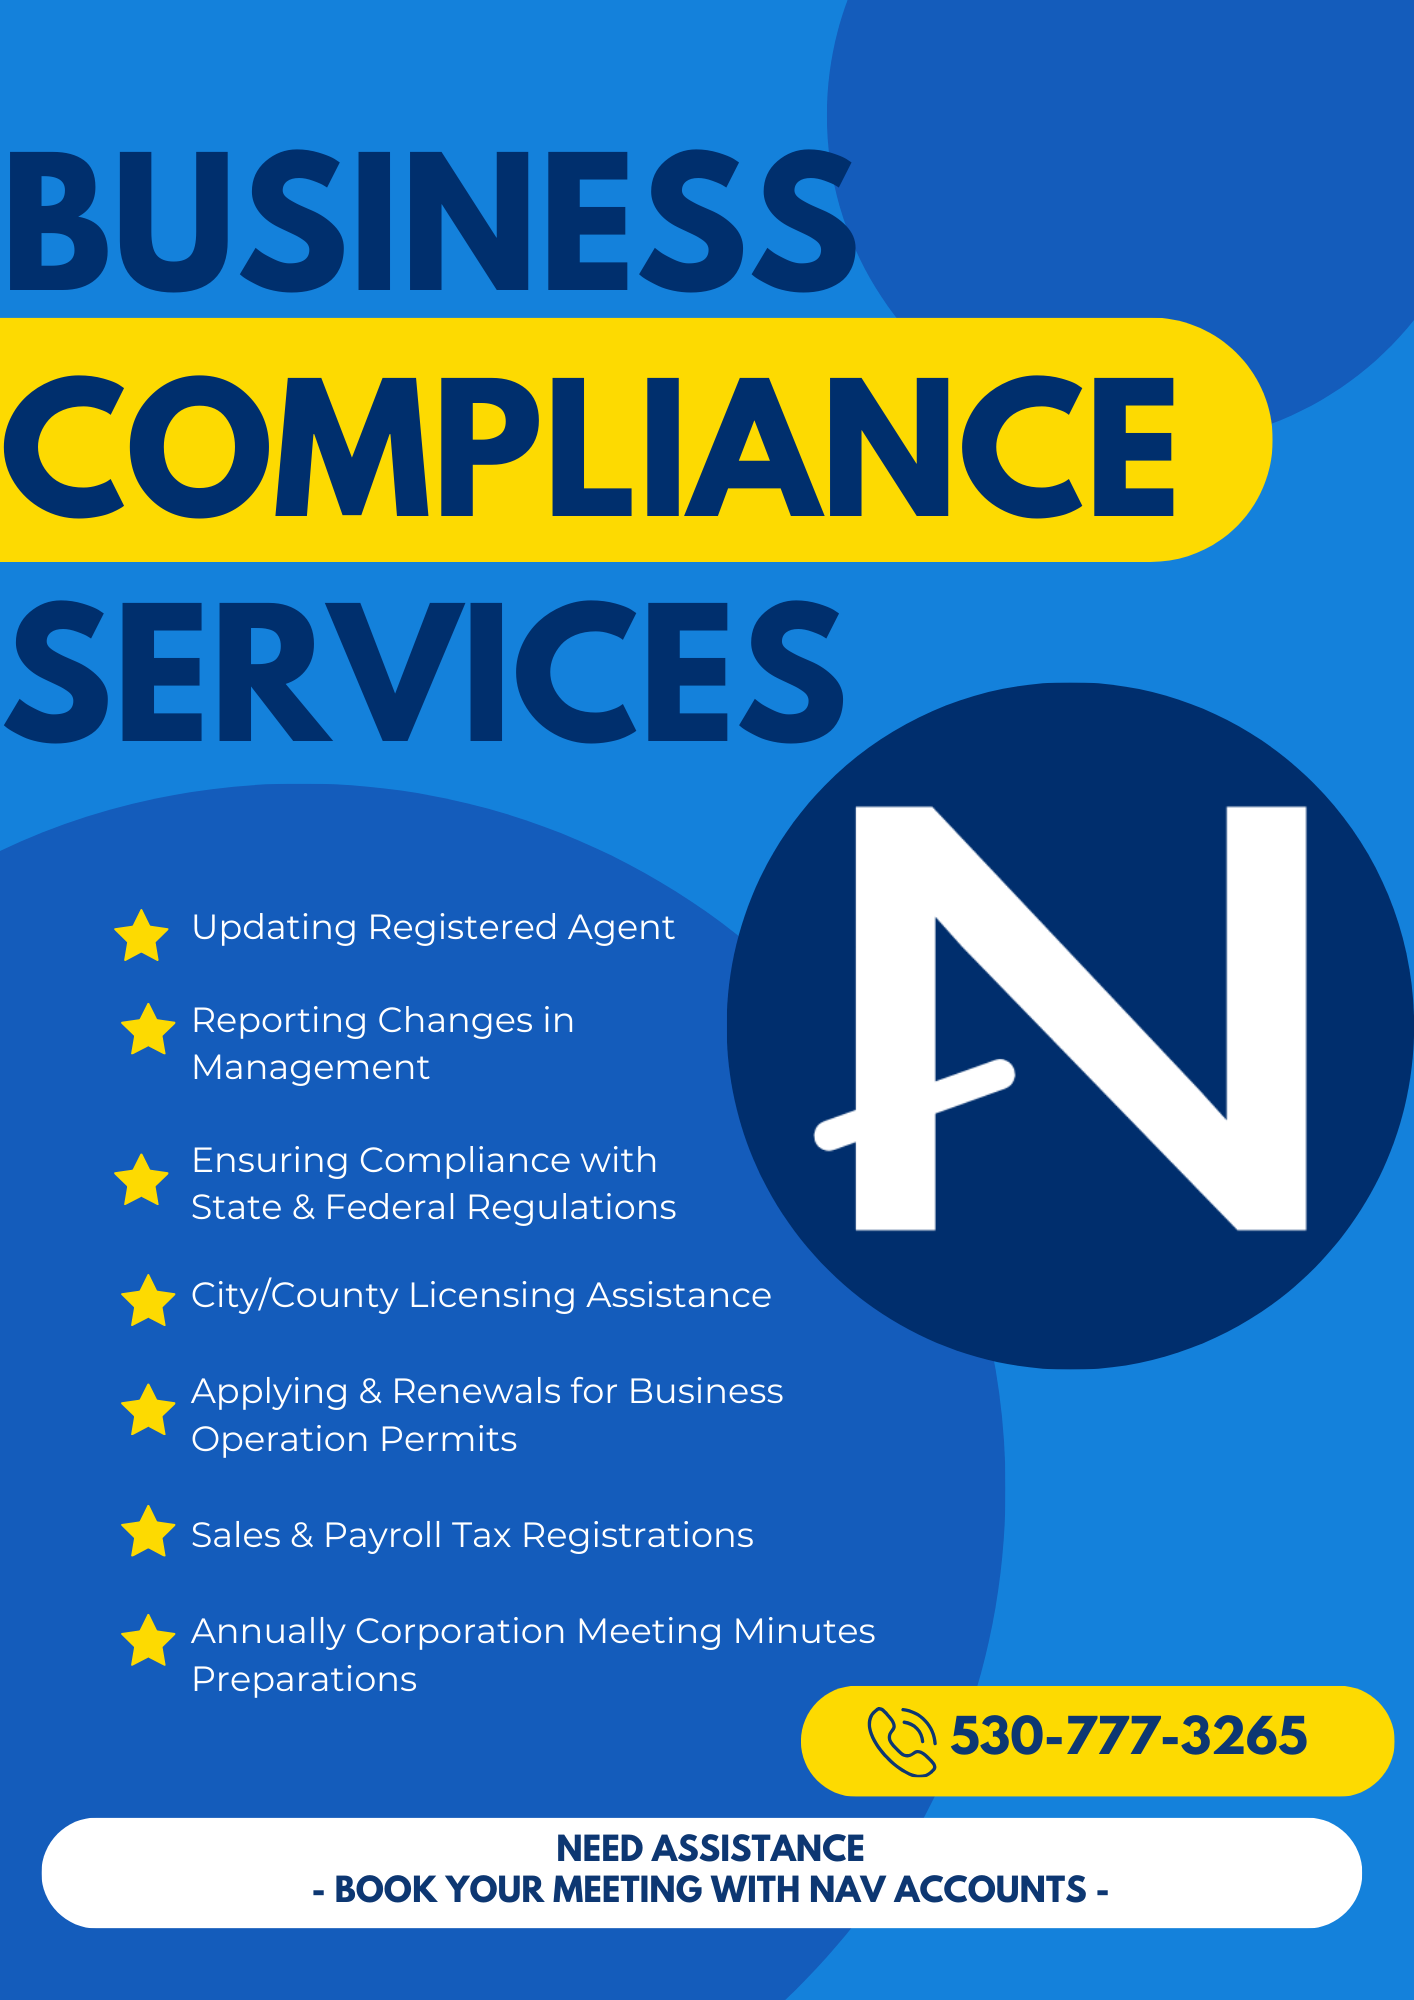 BUSINESS
COMPLIANCE
SERVICES
N
Updating Registered Agent
Reporting Changes in
Management
Ensuring Compliance with
State & Federal Regulations
City/County Licensing Assistance
Applying & Renewals for Business
Operation Permits
Sales & Payroll Tax Registrations
Annually Corporation Meeting Minutes
Preparations
530-777-3265
NEED ASSISTANCE
- BOOK YOUR MEETING WITH NAV ACCOUNTS -